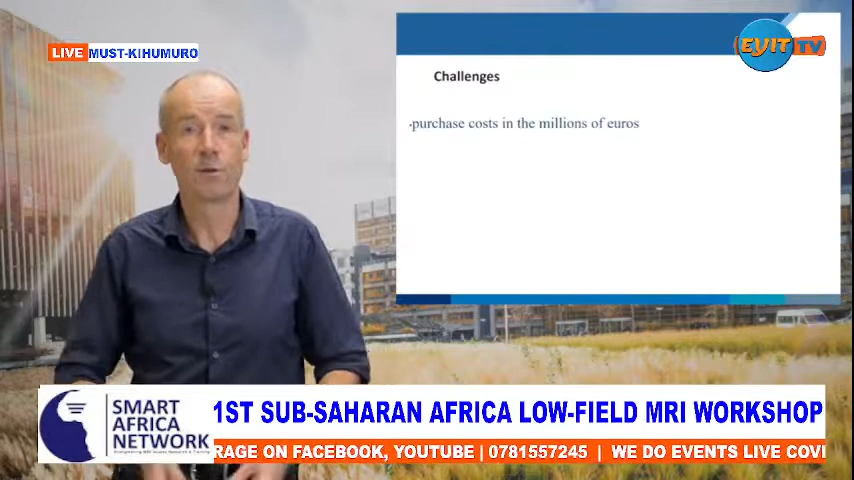 LIVE MUST-KIHUMURO
EVIT TV
Challenges
•purchase costs in the millions of euros
SMART
AFRICA
NETWORK
1ST SUB-SAHARAN AFRICA LOW-FIELD MRI WORKSHOP
RAGE ON FACEBOOK, YOUTUBE | 0781557245 | WE DO EVENTS LIVE COVI